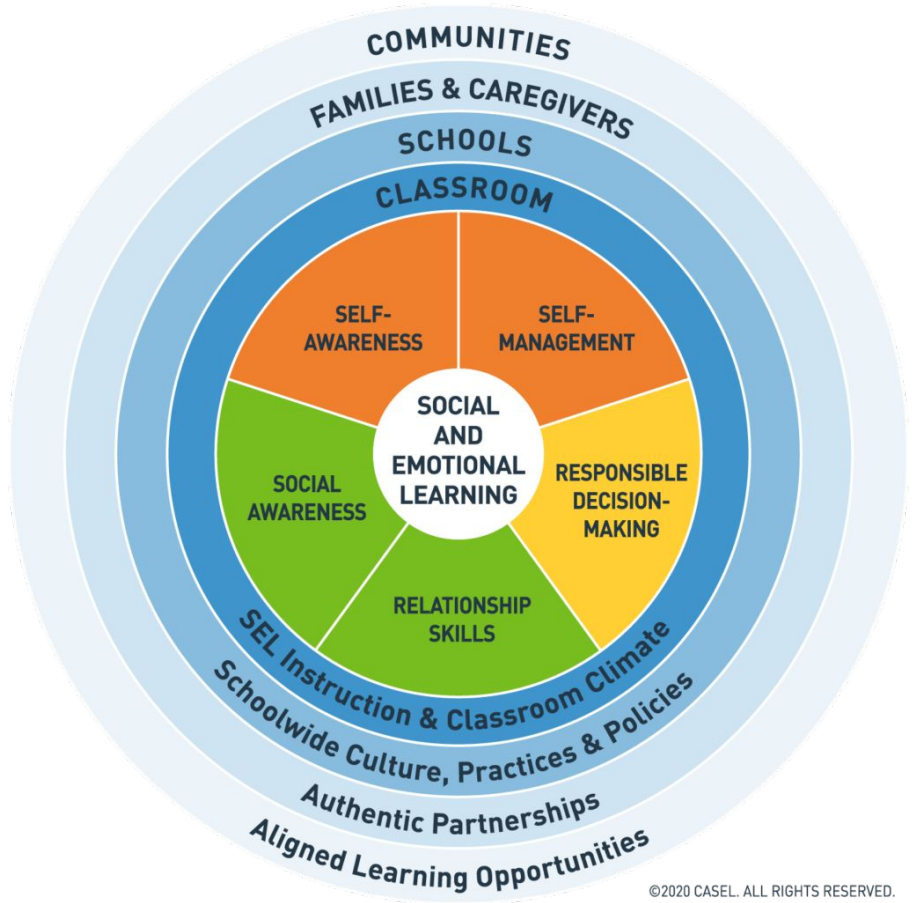 COMMUNITIES
FAMILIES & CAREGIVERS
SCHOOLS
CLASSROOM
SELF-
AWARENESS
SELF-
MANAGEMENT
SOCIAL
AND
EMOTIONAL
LEARNING
SOCIAL
AWARENESS
RESPONSIBLE
DECISION-
MAKING
RELATIONSHIP
SKILLS
SEL Instruction & Classroom Climate
Schoolwide Culture, Practices & Policies
Authentic Partnerships
Aligned Learning Opportunities
©2020 CASEL. ALL RIGHTS RESERVED.